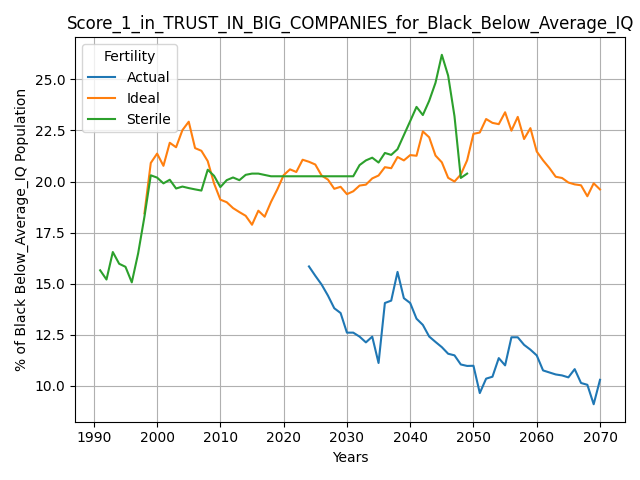 Score_1_in_TRUST_IN_BIG_COMPANIES_for_Black_Below_Average_IQ
Fertility
Actual
Ideal
Sterile
% of Black Below_Average_IQ Population
25.0
22.5
20.0
17.5
15.0
12.5
10.0
1990 2000 2010 2020 2030 2040 2050 2060 2070
Years